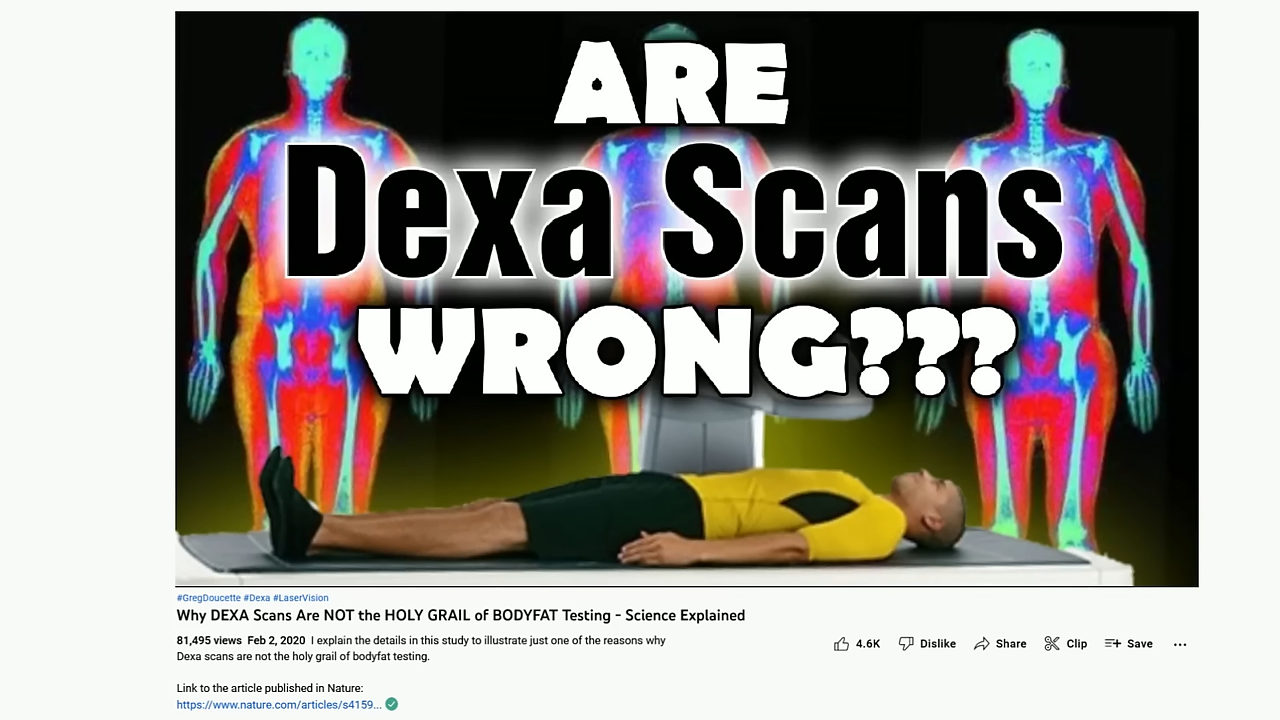 ARE
Dexa Scans
WRONG???
#GregDoucette #Dexa #LaserVision
Why DEXA Scans Are NOT the HOLY GRAIL of BODYFAT Testing - Science Explained
81,495 views Feb 2, 2020 I explain the details in this study to illustrate just one of the reasons why
Dexa scans are not the holy grail of bodyfat testing.
4.6K Dislike Share Clip Save ...
Link to the article published in Nature:
https://www.nature.com/articles/s4159...